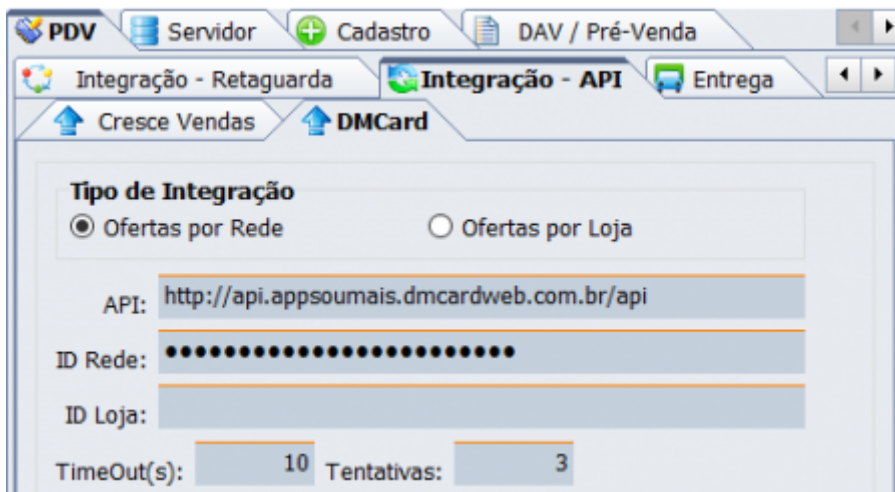 PDV Servidor Cadastro DAV / Pré-Venda
Integração - Retaguarda Integração - API Entrega
Cresce Vendas DMCard
Tipo de Integração
Ofertas por Rede Ofertas por Loja
API: http://api.appsoumais.dmcardweb.com.br/api
ID Rede: ••••••••••••••••••••••••
ID Loja:
TimeOut(s): 10 Tentativas: 3